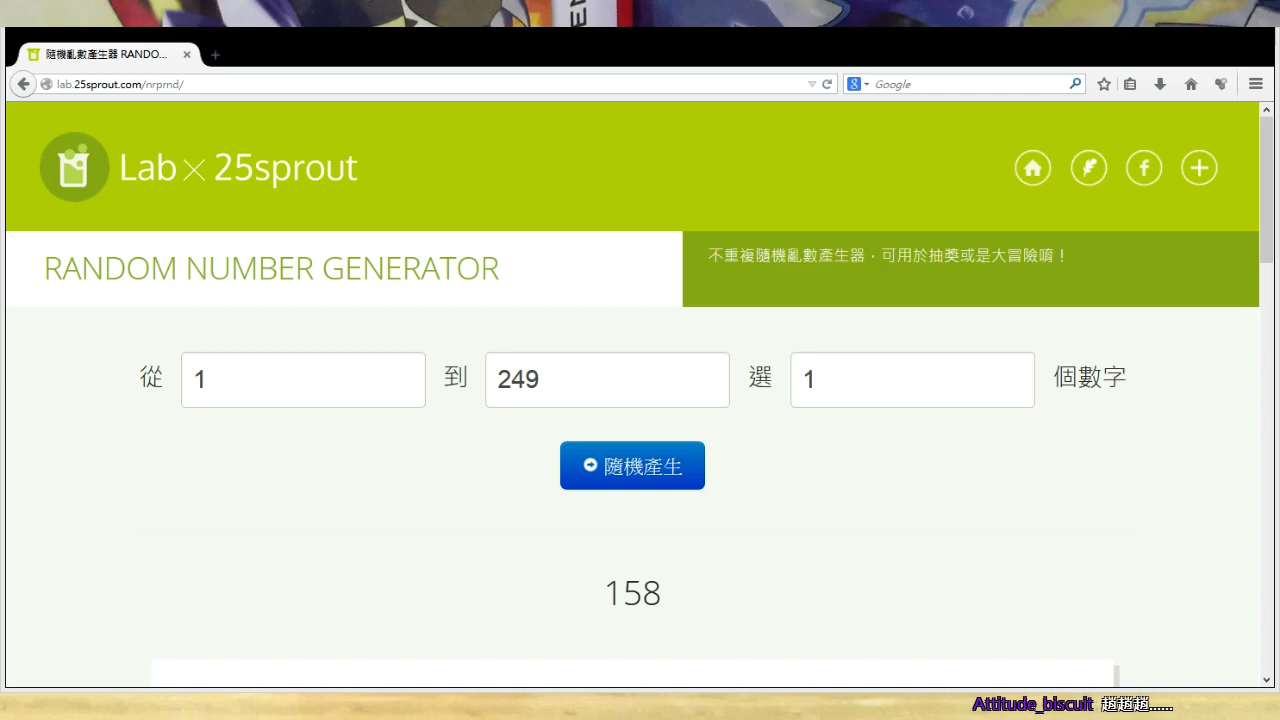 EN
隨機亂數產生器 RANDO...
lab.25sprout.com/nrprnd/
Google
Lab × 25sprout
RANDOM NUMBER GENERATOR
不重複隨機亂數產生器，可用於抽獎或是大冒險唷！
從 1 到 249 選 1 個數字
隨機產生
158
Attitude_biscuit 趙趙趙......